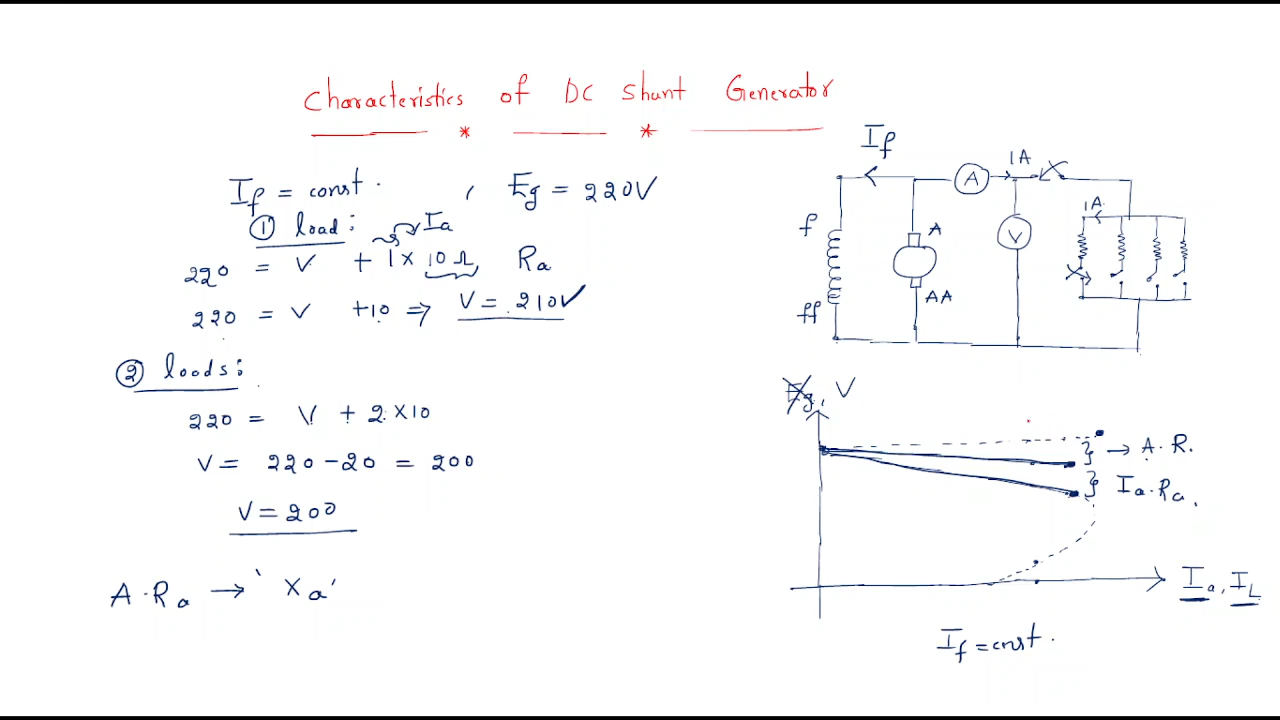 Characteristics of DC Shunt Generator
If = const. , Eg = 220V
① load:
Ia
220 = V + 1 × 10 Ω Ra
220 = V + 10 ⇒ V = 210V
② loads:
220 = V + 2 × 10
V = 220 - 20 = 200
V = 200
A.Ra → 'Xa'
If
A
1A
1A
f
V
A
ff
AA
Eg, V
→ A.R.
Ia.Ra.
Ia, IL
If = const.